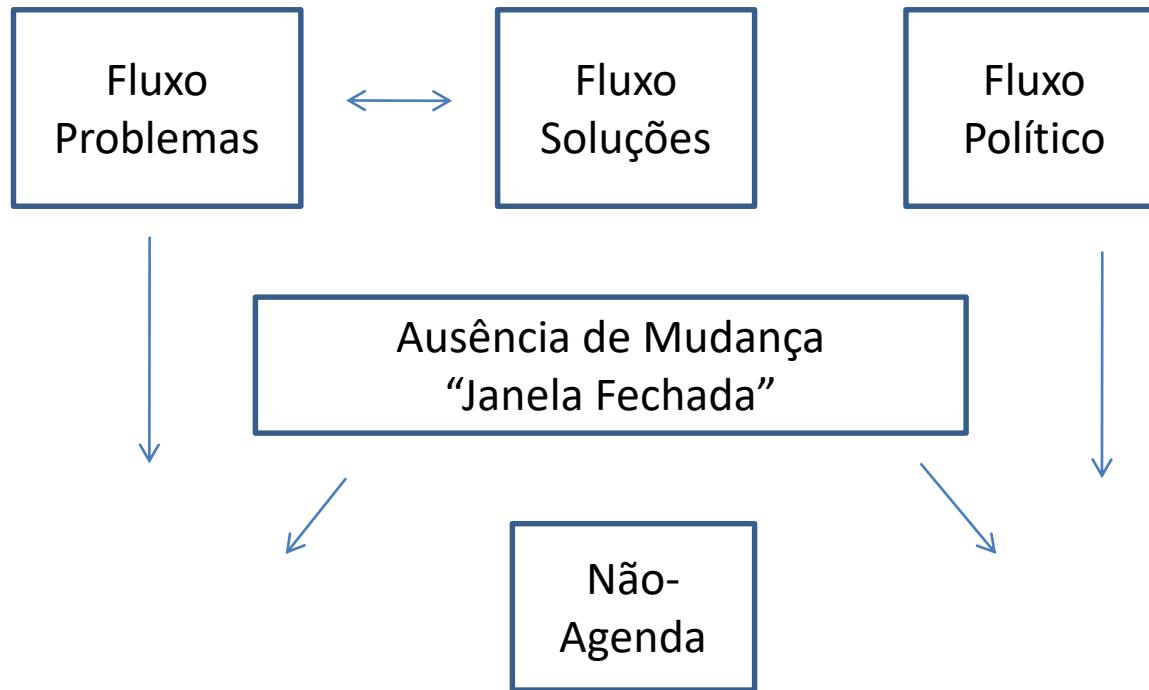 Fluxo
Problemas
Fluxo
Soluções
Fluxo
Político
Ausência de Mudança
“Janela Fechada”
Não-
Agenda